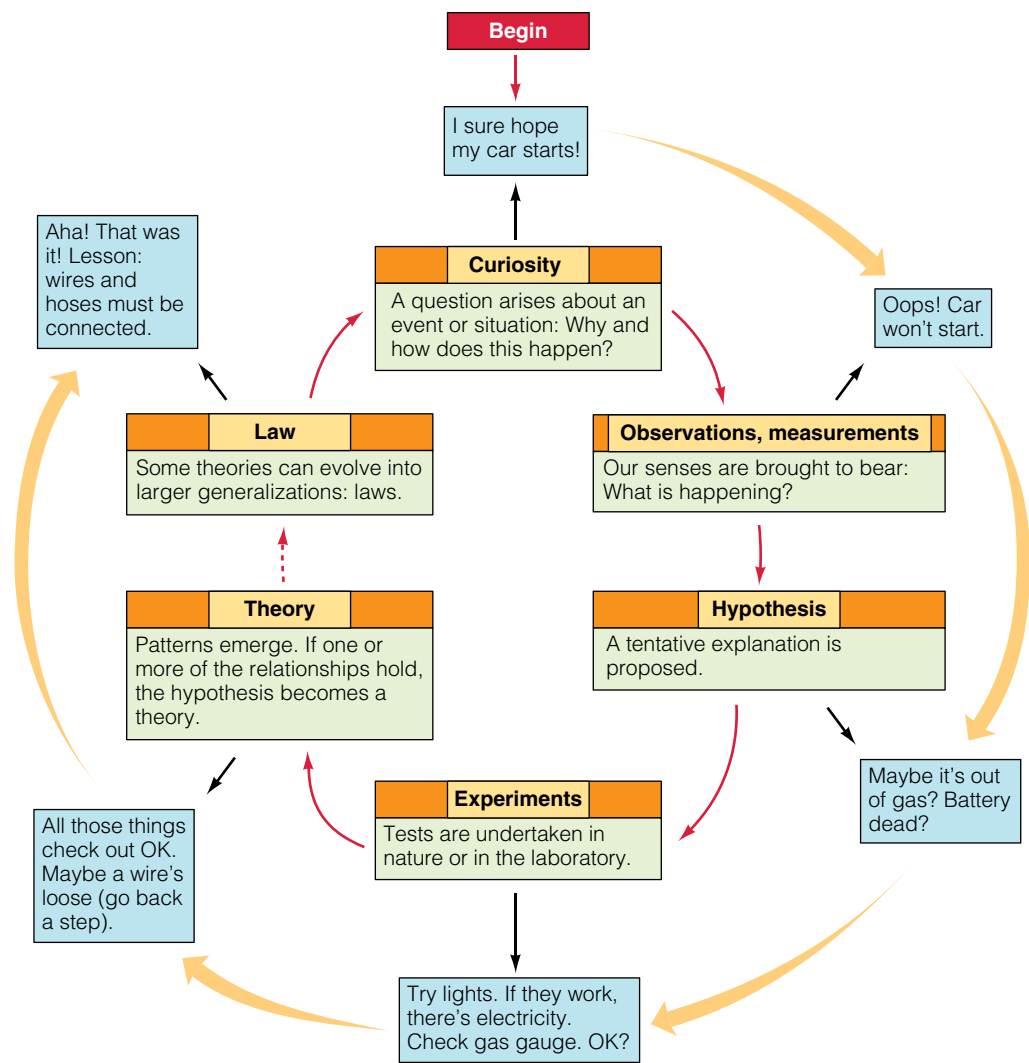 Begin
I sure hope
my car starts!
Curiosity
A question arises about an
event or situation: Why and
how does this happen?
Oops! Car
won't start.
Observations, measurements
Our senses are brought to bear:
What is happening?
Hypothesis
A tentative explanation is
proposed.
Maybe it's out
of gas? Battery
dead?
Experiments
Tests are undertaken in
nature or in the laboratory.
Try lights. If they work,
there's electricity.
Check gas gauge. OK?
Theory
Patterns emerge. If one or
more of the relationships hold,
the hypothesis becomes a
theory.
All those things
check out OK.
Maybe a wire's
loose (go back
a step).
Law
Some theories can evolve into
larger generalizations: laws.
Aha! That was
it! Lesson:
wires and
hoses must be
connected.